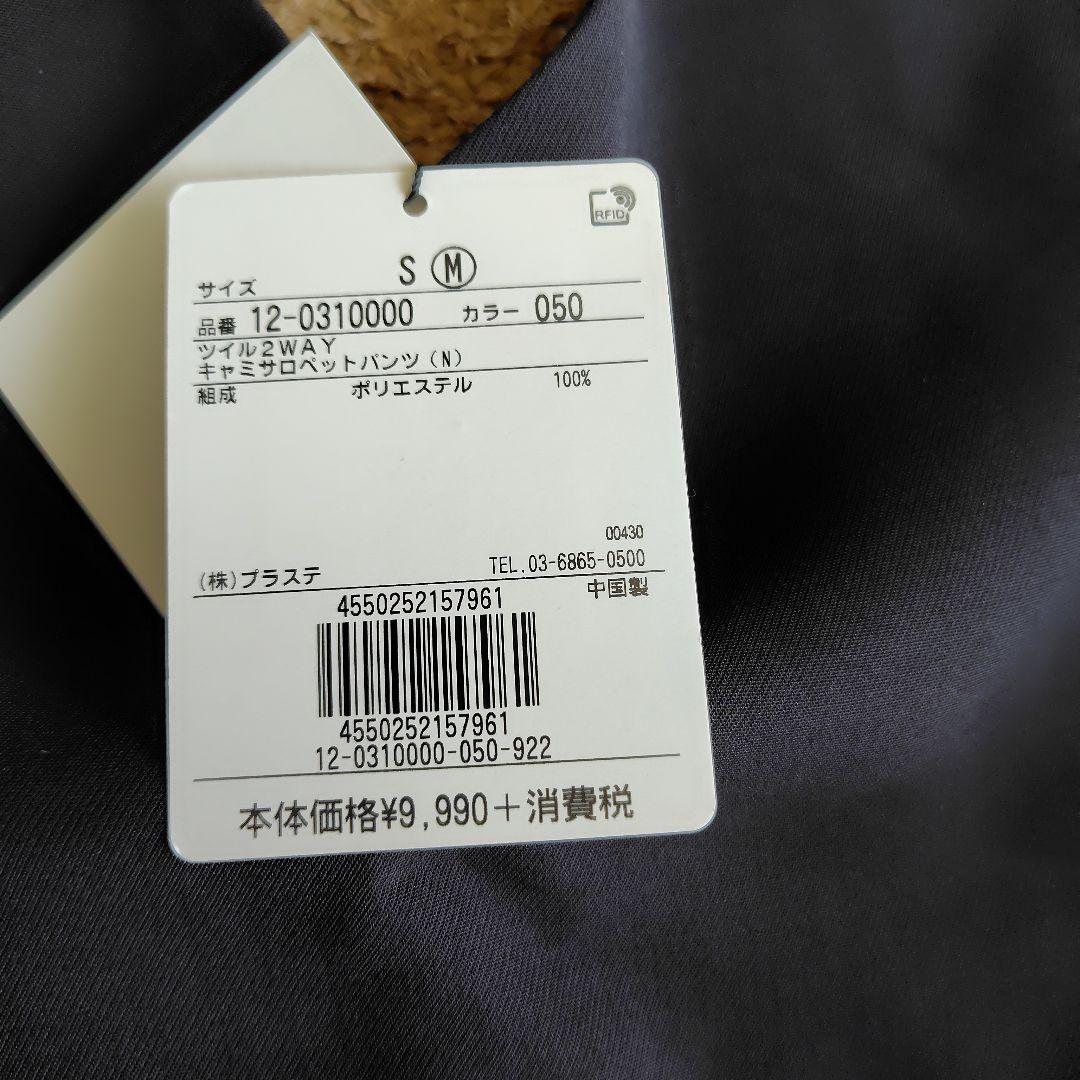 RFID
サイズ S Ⓜ
品番 12-0310000 カラー 050
ツイル2WAY
キャミサロペットパンツ(N)
組成 ポリエステル 100%
00430
(株)プラステ TEL.03-6865-0500
中国製
4550252157961
4550252157961
12-0310000-050-922
本体価格¥9,990+消費税